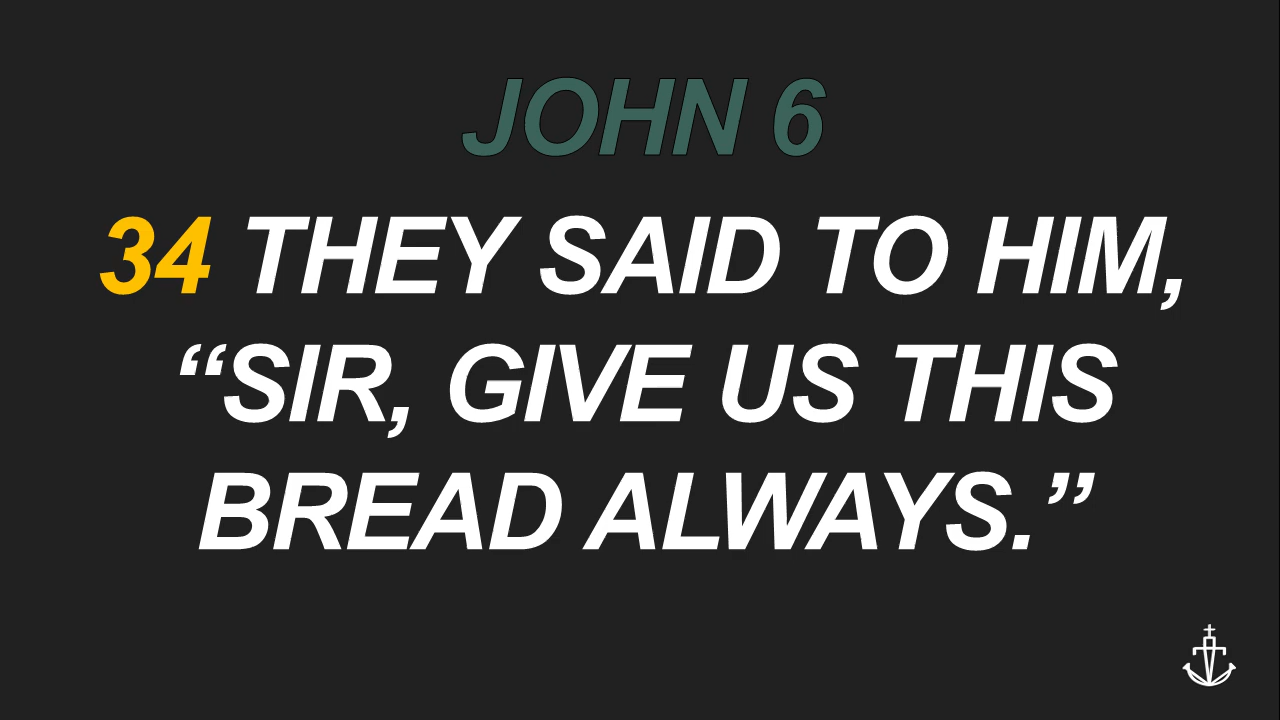 JOHN 6
34 THEY SAID TO HIM,
“SIR, GIVE US THIS
BREAD ALWAYS.”